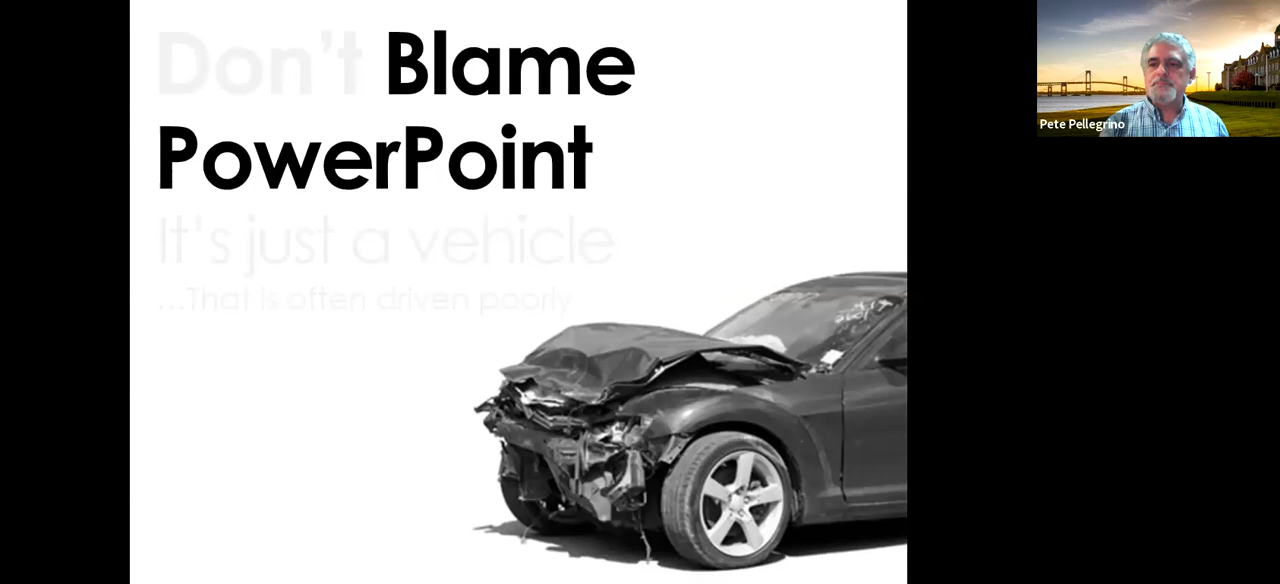 Don't Blame
PowerPoint
It's just a vehicle
...That is often driven poorly
Pete Pellegrino